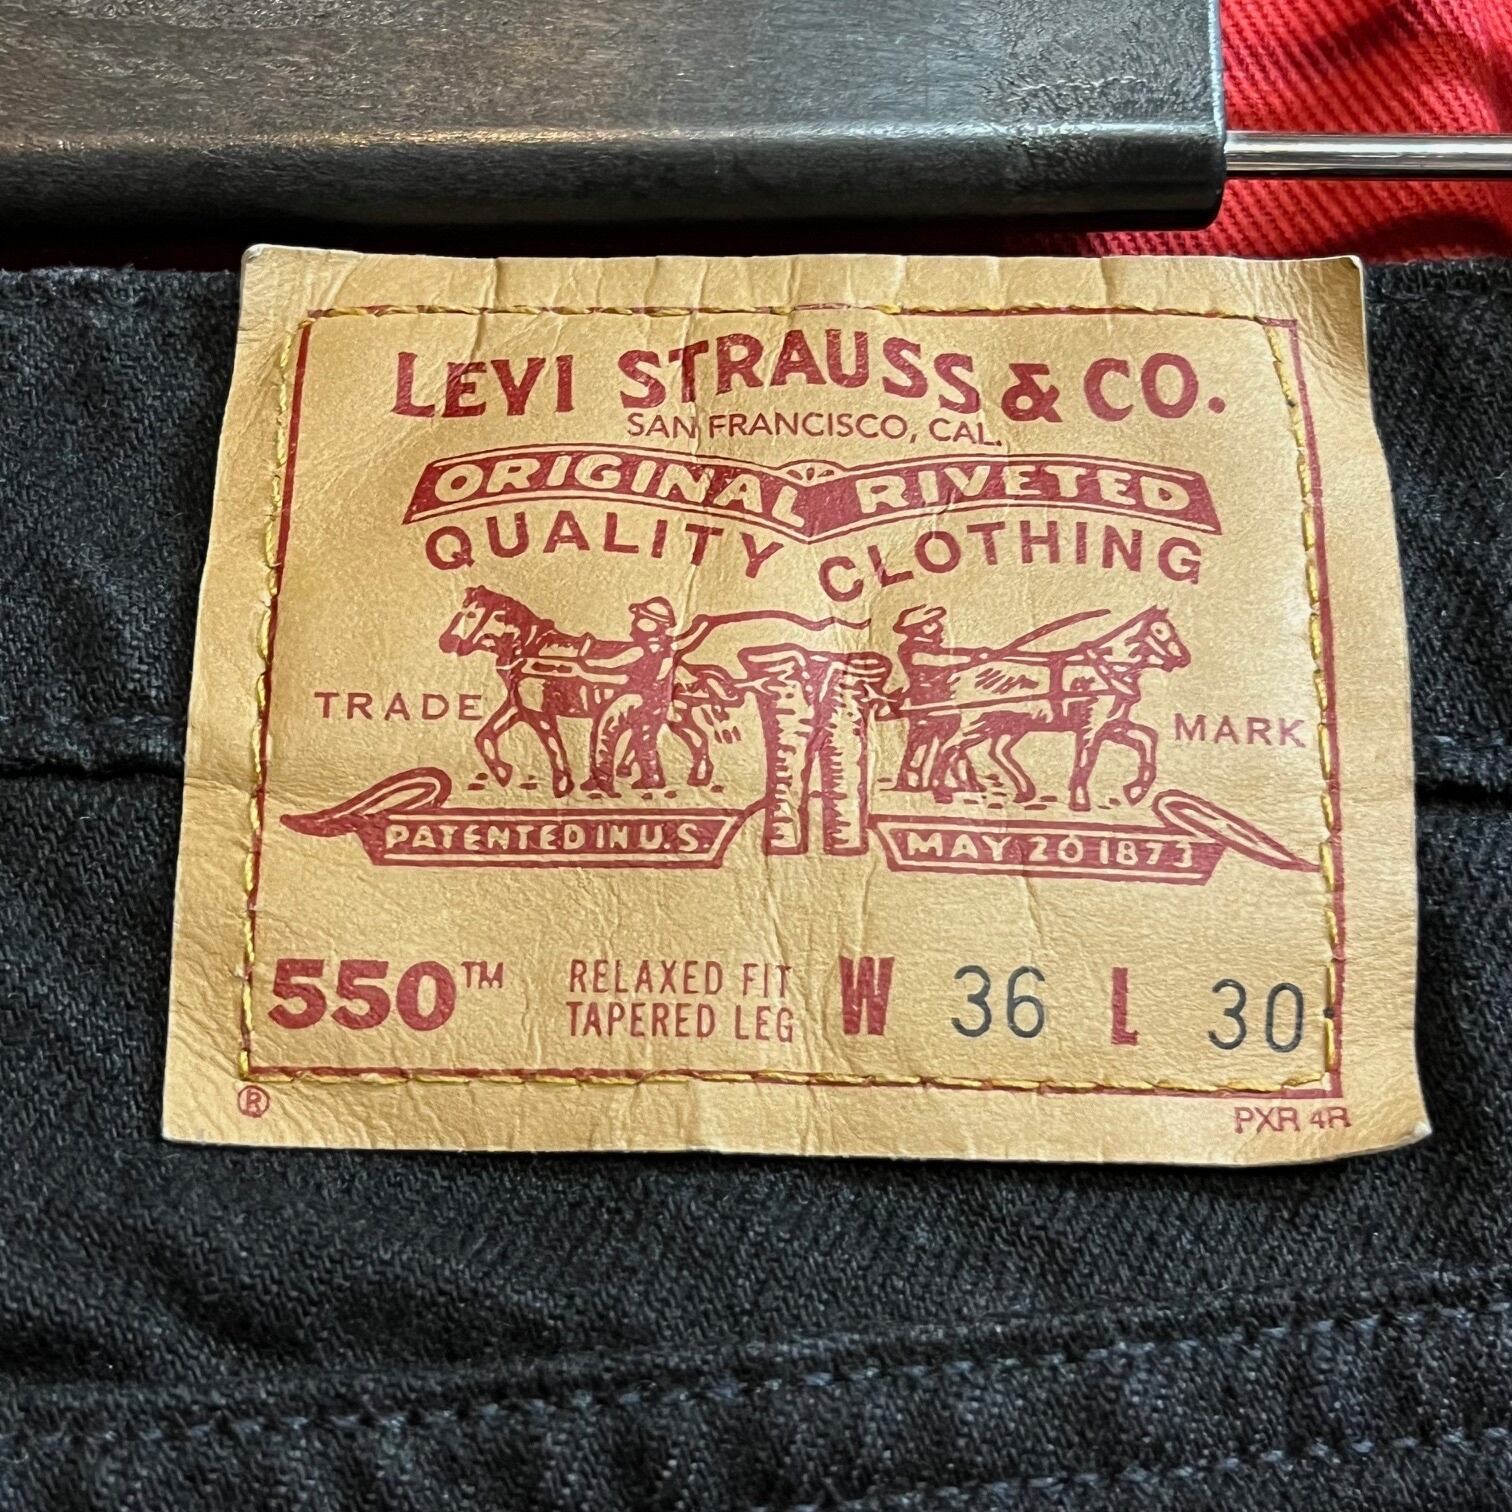 LEVI STRAUSS & CO.
SAN FRANCISCO, CAL.
ORIGINAL RIVETED
QUALITY CLOTHING
TRADE MARK
PATENTED IN U.S. MAY 20 1873
550™ RELAXED FIT W 36 L 30
TAPERED LEG
® PXR 4R